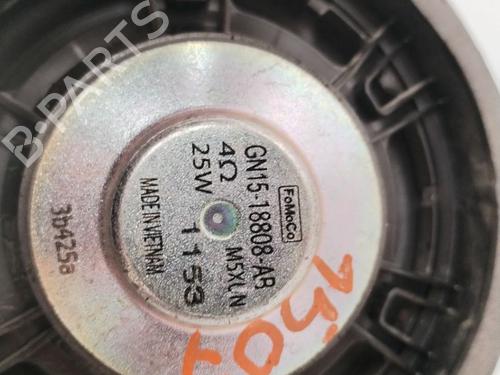 B-PARTS
FoMoCo
GN15-18808-AB
4Ω M5XLN
25W 1153
MADE IN VIETNAM
3b425a